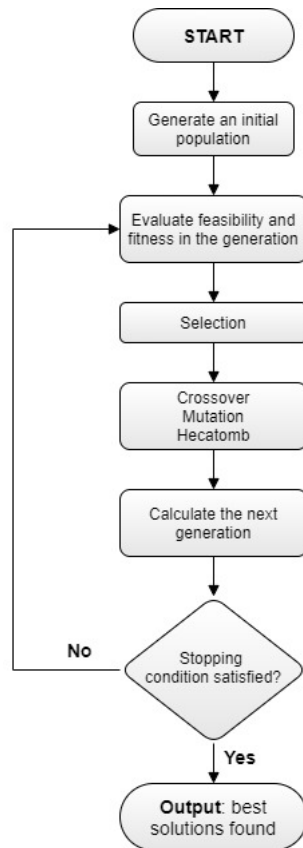 START
Generate an initial
population
Evaluate feasibility and
fitness in the generation
Selection
Crossover
Mutation
Hecatomb
Calculate the next
generation
Stopping
condition satisfied?
No
Yes
Output: best
solutions found